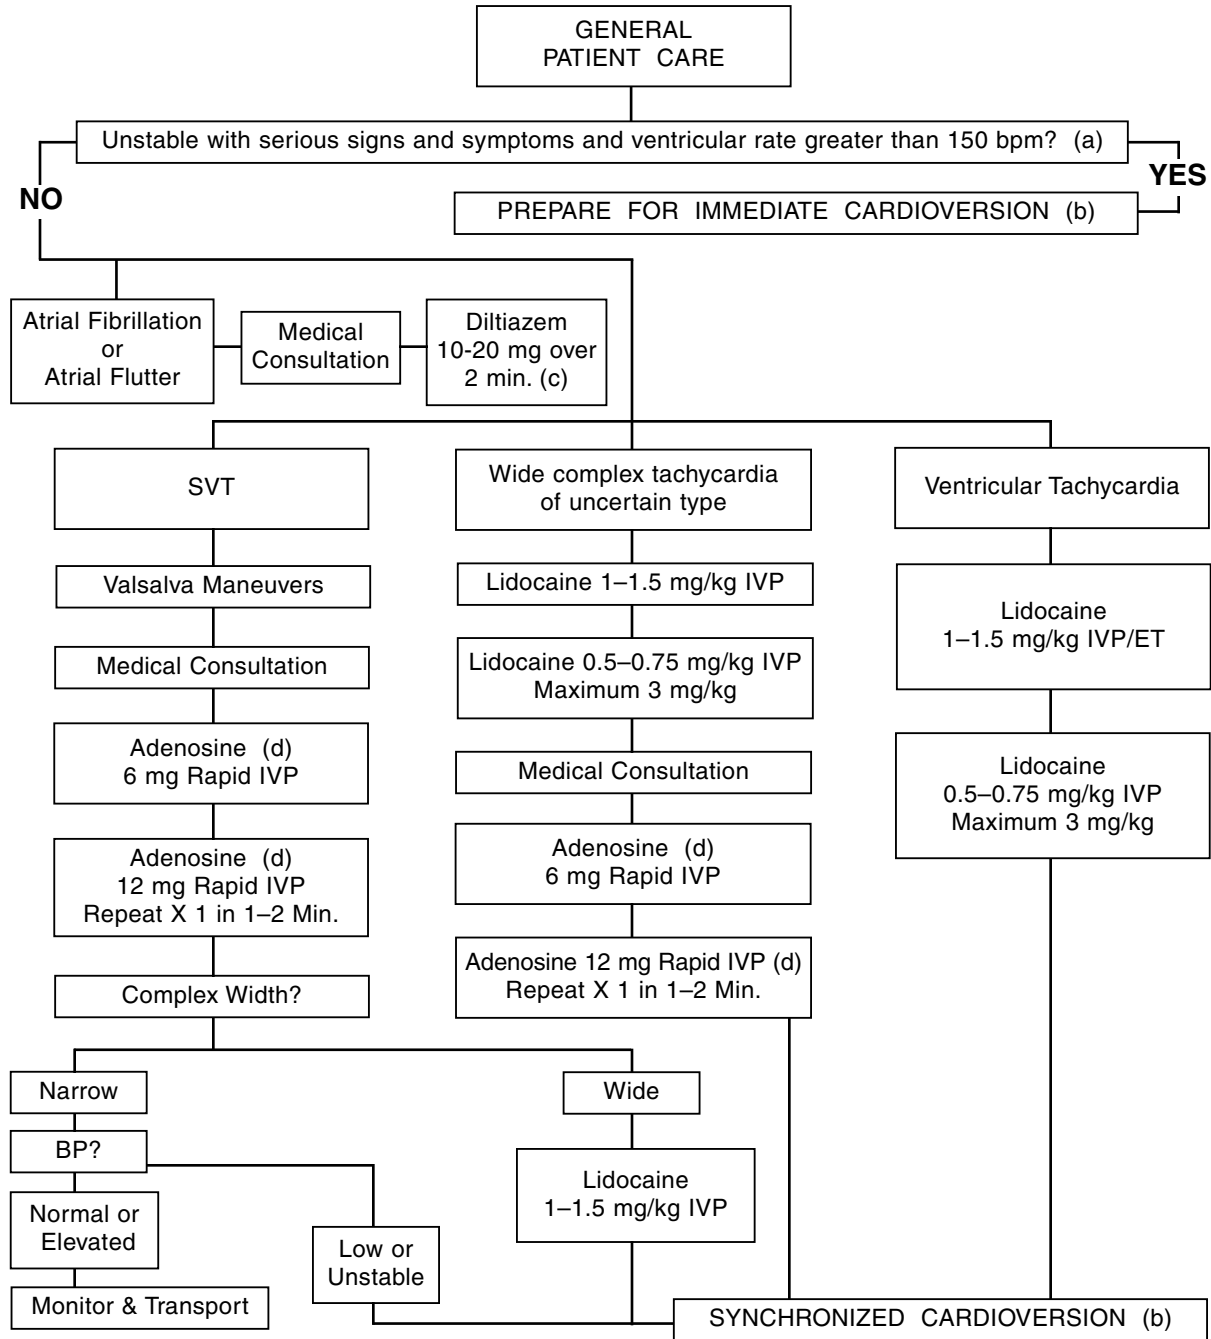 GENERAL
PATIENT CARE
Unstable with serious signs and symptoms and ventricular rate greater than 150 bpm? (a)
NO
YES
PREPARE FOR IMMEDIATE CARDIOVERSION (b)
Atrial Fibrillation
or
Atrial Flutter
Medical
Consultation
Diltiazem
10-20 mg over
2 min. (c)
SVT
Valsalva Maneuvers
Medical Consultation
Adenosine (d)
6 mg Rapid IVP
Adenosine (d)
12 mg Rapid IVP
Repeat X 1 in 1–2 Min.
Complex Width?
Wide complex tachycardia
of uncertain type
Lidocaine 1–1.5 mg/kg IVP
Lidocaine 0.5–0.75 mg/kg IVP
Maximum 3 mg/kg
Medical Consultation
Adenosine (d)
6 mg Rapid IVP
Adenosine 12 mg Rapid IVP (d)
Repeat X 1 in 1–2 Min.
Ventricular Tachycardia
Lidocaine
1–1.5 mg/kg IVP/ET
Lidocaine
0.5–0.75 mg/kg IVP
Maximum 3 mg/kg
Narrow
BP?
Normal or
Elevated
Monitor & Transport
Low or
Unstable
Wide
Lidocaine
1–1.5 mg/kg IVP
SYNCHRONIZED CARDIOVERSION (b)